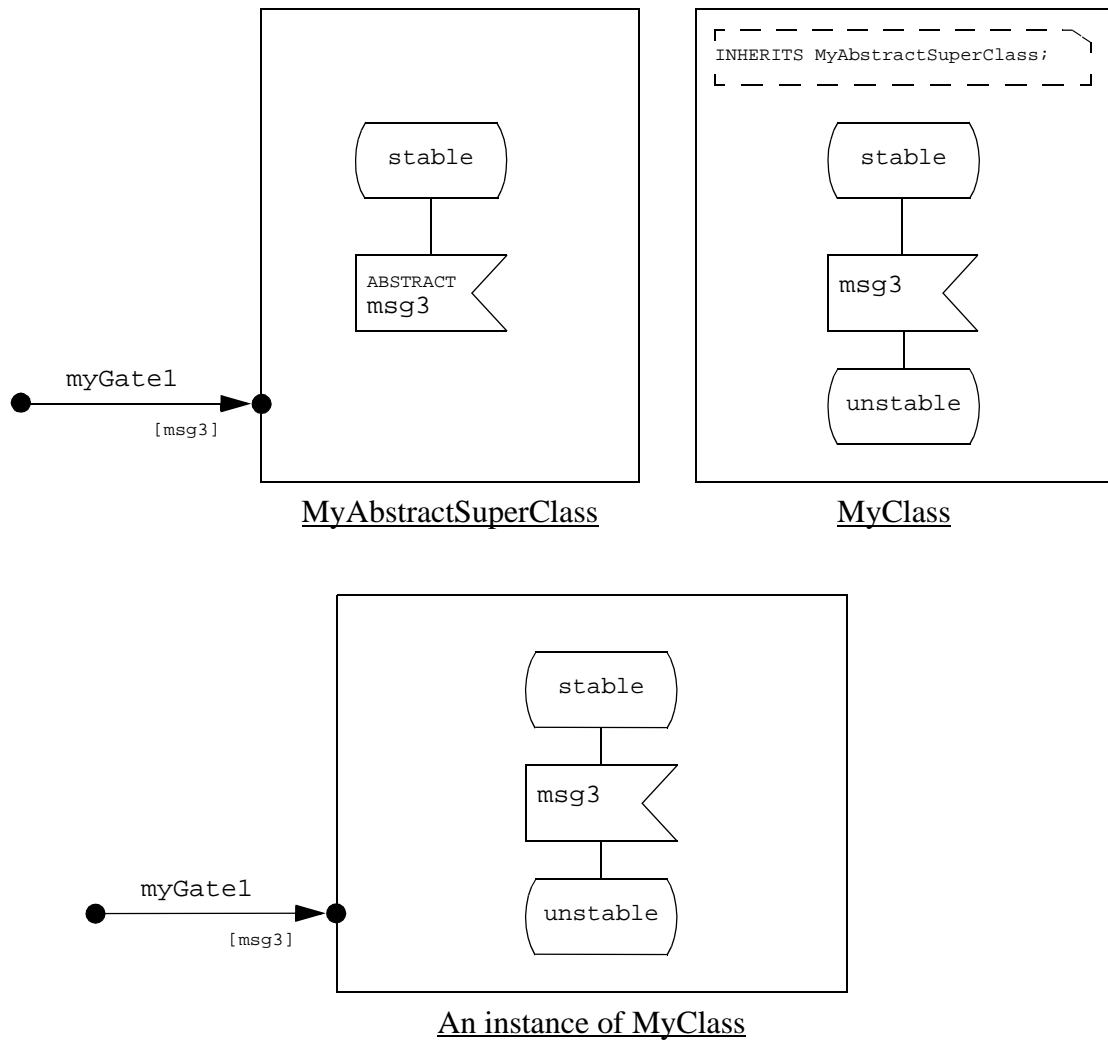 INHERITS MyAbstractSuperClass;
stable
stable
ABSTRACT
msg3
msg3
myGate1
[msg3]
unstable
MyAbstractSuperClass
MyClass
stable
msg3
myGate1
[msg3]
unstable
An instance of MyClass